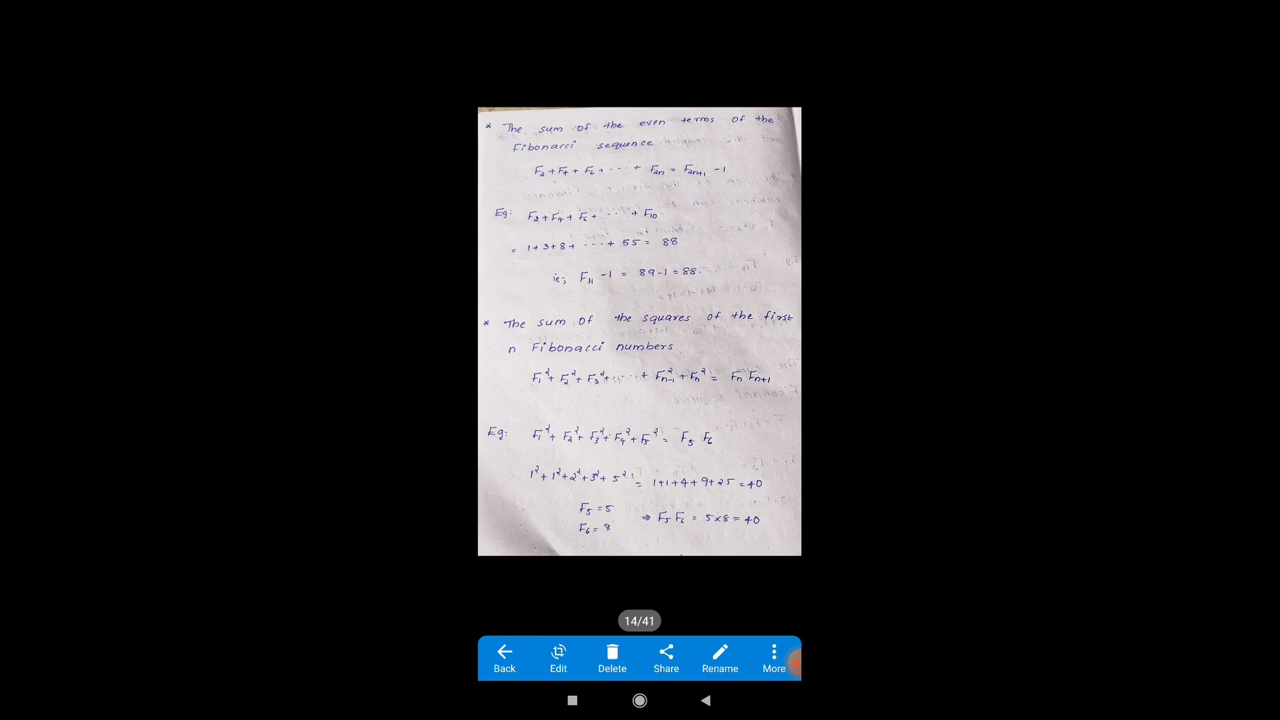 * The sum of the even terms of the
Fibonacci sequence
F₂ + F₄ + F₆ + ---- + F₂ₙ = F₂ₙ₊₁ - 1
Eg: F₂ + F₄ + F₆ + ---- + F₁₀
= 1+3+8+ ---- + 55 = 88
ie; F₁₁ - 1 = 89-1 = 88.
* The sum of the squares of the first
n Fibonacci numbers
F₁² + F₂² + F₃² + ---- + Fₙ₋₁² + Fₙ² = Fₙ Fₙ₊₁
Eg: F₁² + F₂² + F₃² + F₄² + F₅² = F₅ F₆
1² + 1² + 2² + 3² + 5² = 1+1+4+9+25 = 40
F₅ = 5
F₆ = 8 ⇒ F₅ F₆ = 5×8 = 40
14/41
Back Edit Delete Share Rename More